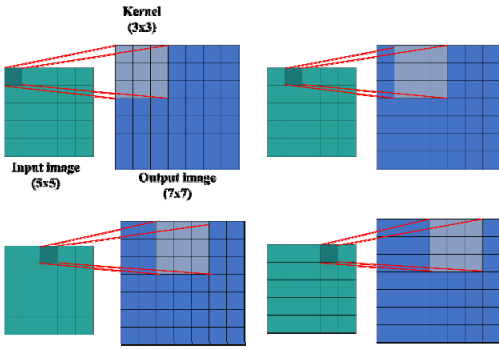 Kernel
(3x3)
Input image
(5x5)
Output image
(7x7)